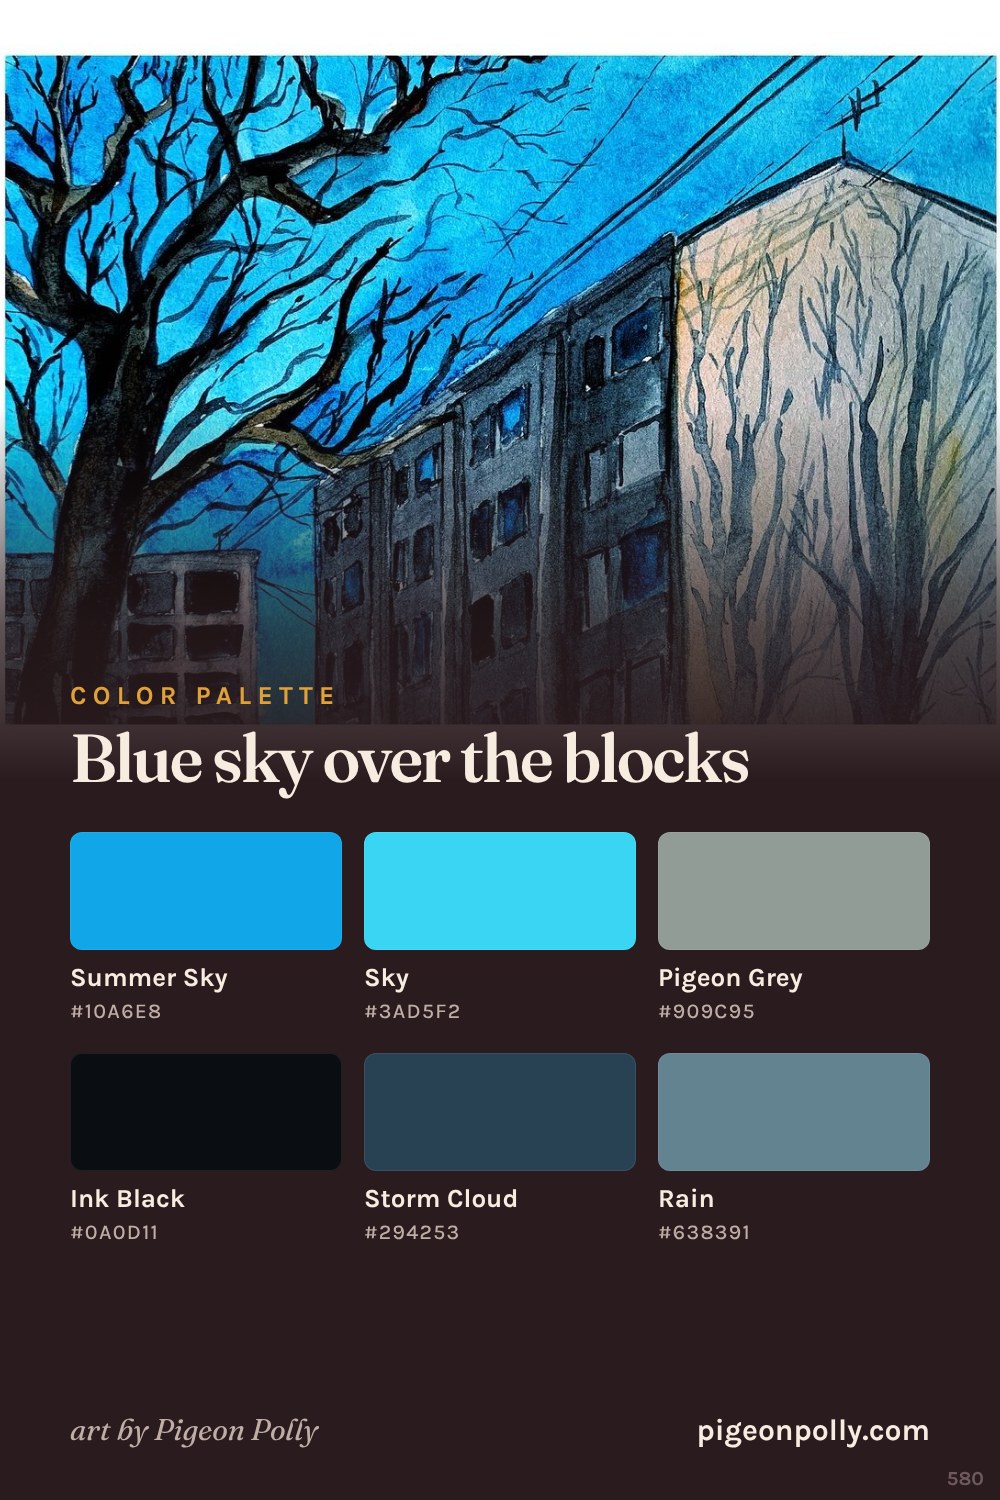 COLOR PALETTE
Blue sky over the blocks
Summer Sky
#10A6E8
Sky
#3AD5F2
Pigeon Grey
#909C95
Ink Black
#0A0D11
Storm Cloud
#294253
Rain
#638391
art by Pigeon Polly
pigeonpolly.com
580